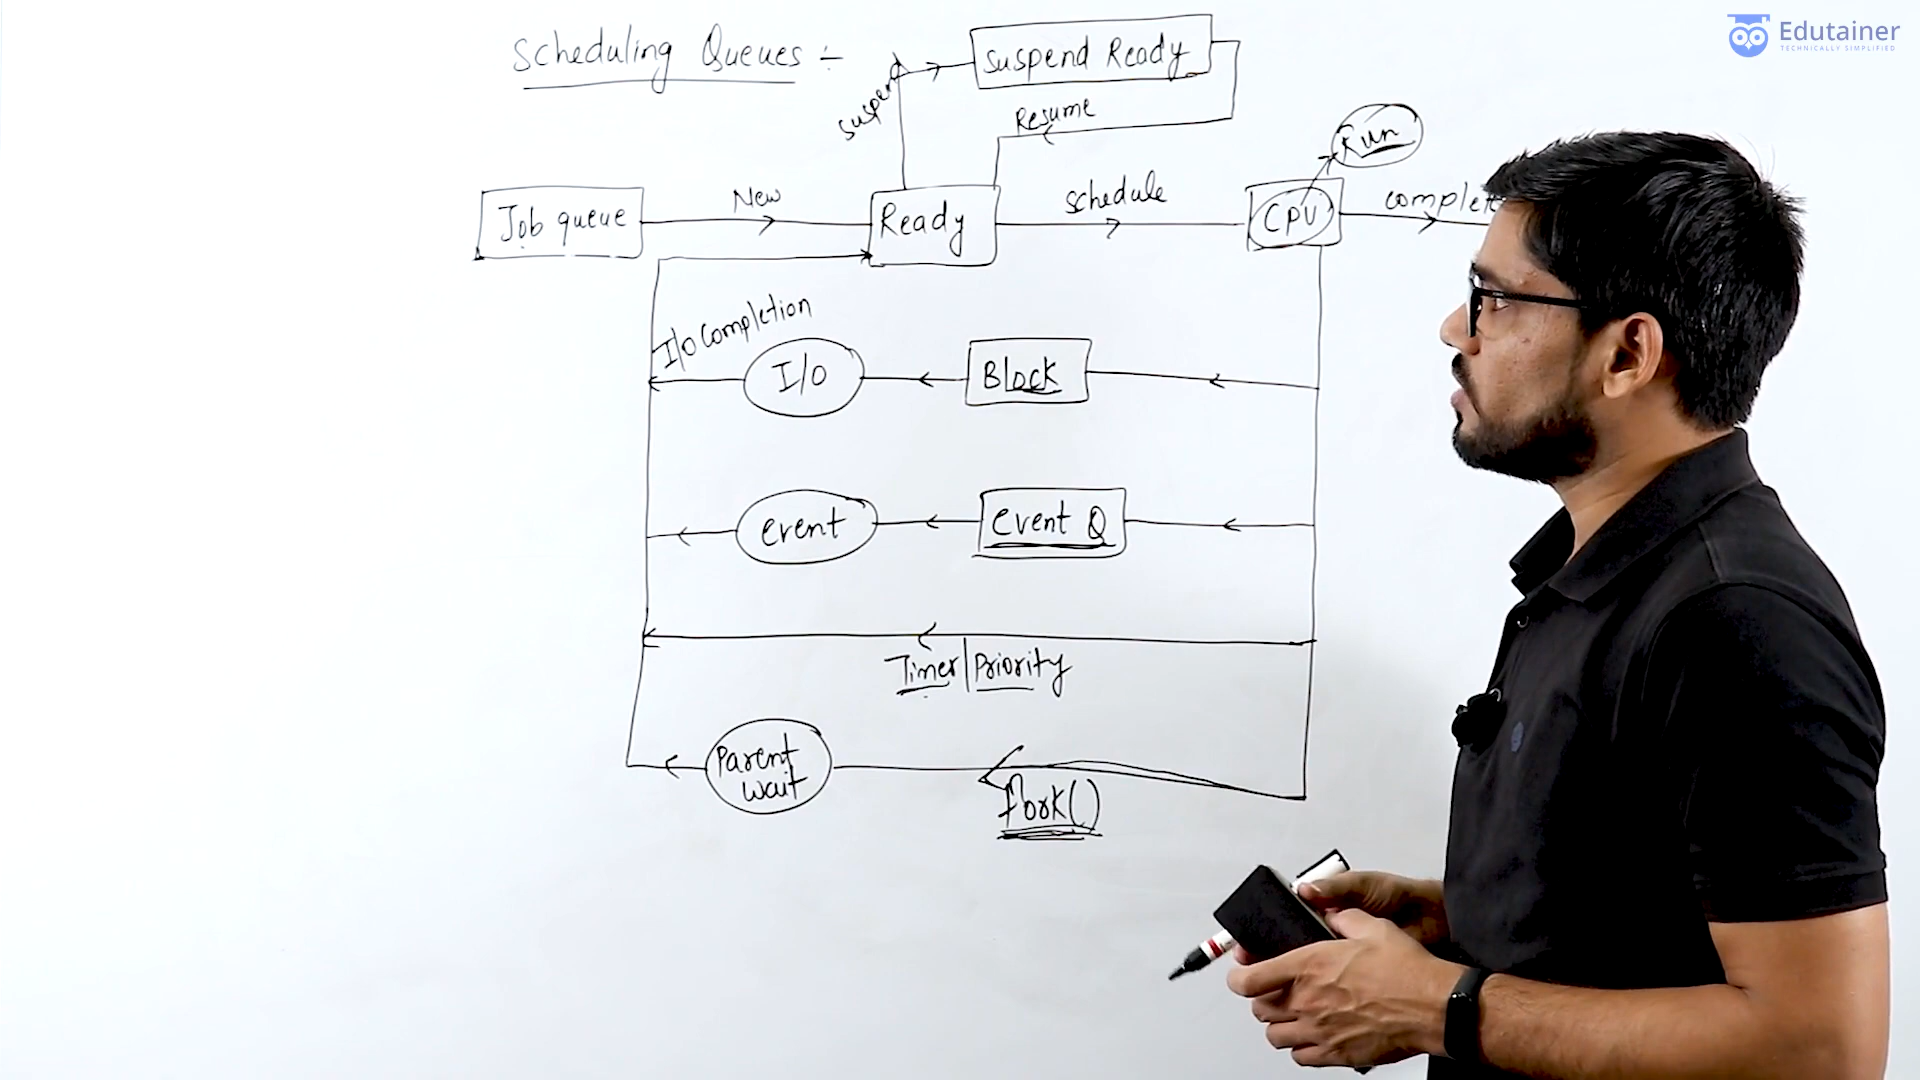 Scheduling Queues :-
Suspend Ready
Edutainer
TECHNICALLY SIMPLIFIED
Suspend
Resume
Run
Job queue
New
Ready
Schedule
CPU
complet
I/O Completion
I/O
Block
event
event Q
Timer | Priority
Parent
wait
fork()